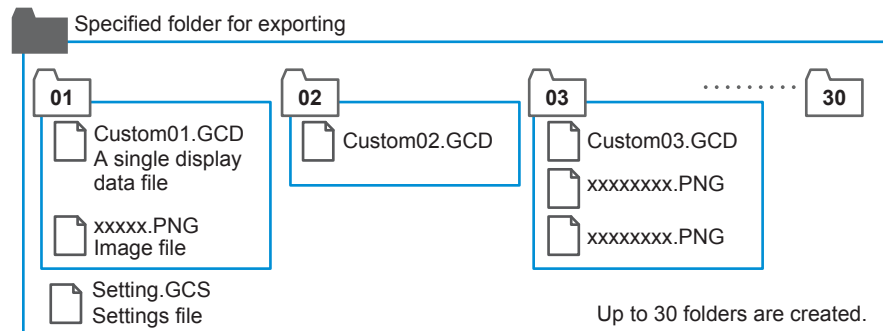 Specified folder for exporting
01
Custom01.GCD
A single display
data file
xxxxx.PNG
Image file
02
Custom02.GCD
03
Custom03.GCD
xxxxxxxx.PNG
xxxxxxxx.PNG
30
Setting.GCS
Settings file
Up to 30 folders are created.